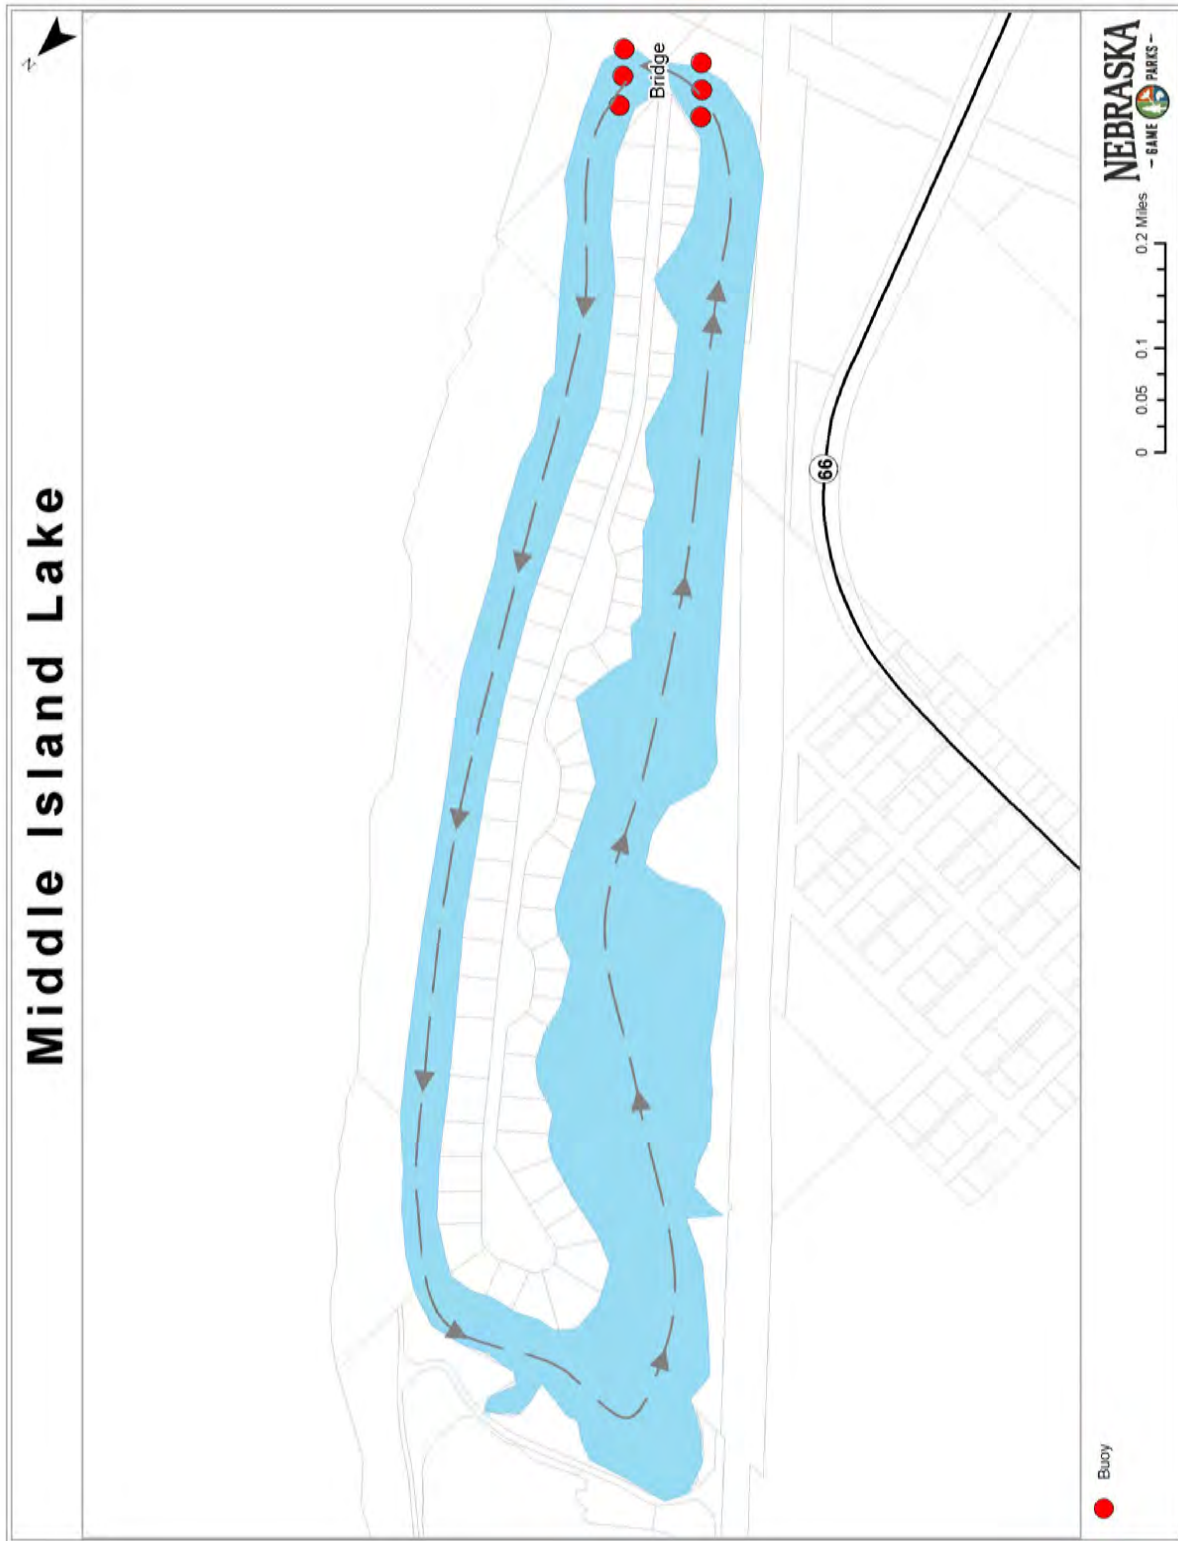 Middle Island Lake
N
Bridge
66
Buoy
0 0.05 0.1 0.2 Miles
NEBRASKA
- GAME PARKS -